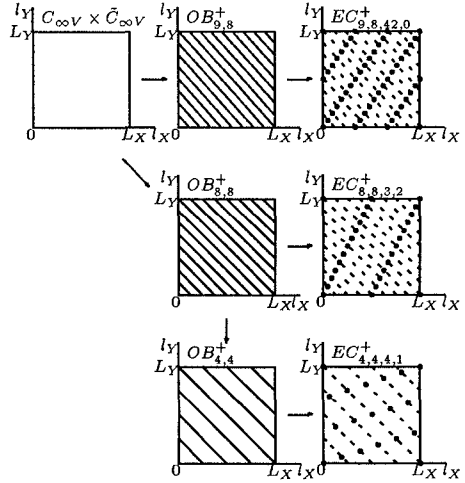 l_Y C_{∞V} × C̃_{∞V}
L_Y
0 L_X l_X
l_Y OB^+_{9,8}
L_Y
0 L_X l_X
l_Y EC^+_{9,8,42,0}
L_Y
0 L_X l_X
l_Y OB^+_{8,8}
L_Y
0 L_X l_X
l_Y EC^+_{8,8,3,2}
L_Y
0 L_X l_X
l_Y OB^+_{4,4}
L_Y
0 L_X l_X
l_Y EC^+_{4,4,4,1}
L_Y
0 L_X l_X